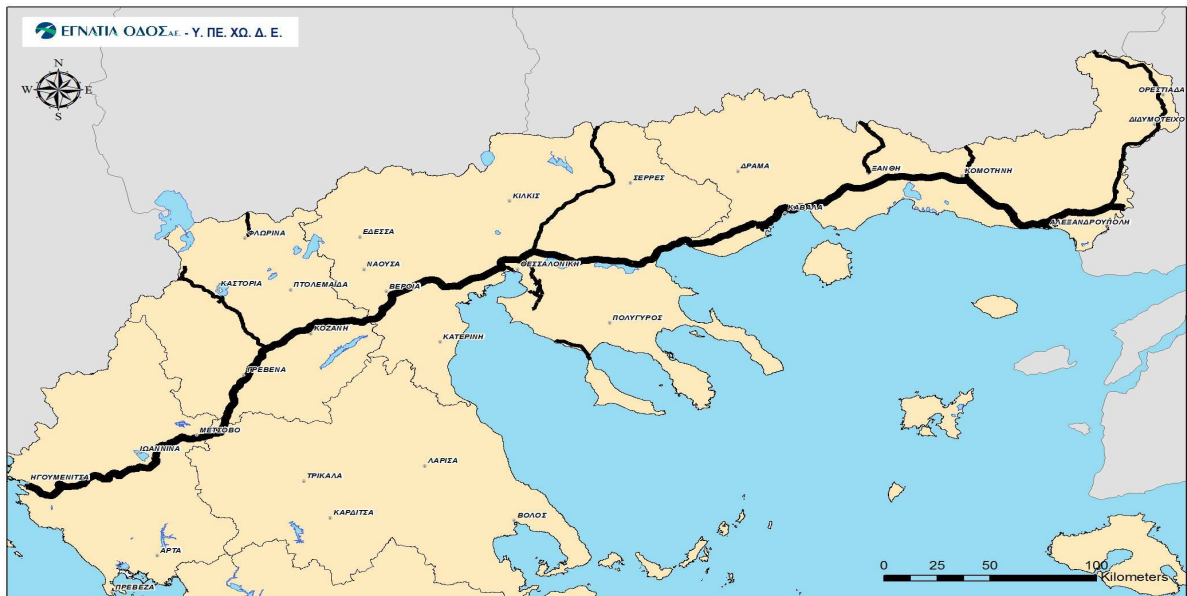 ΕΓΝΑΤΙΑ ΟΔΟΣ Α.Ε. - Υ. ΠΕ. ΧΩ. Δ. Ε.
N
W E
S
ΟΡΕΣΤΙΑΔΑ
ΔΙΔΥΜΟΤΕΙΧΟ
ΔΡΑΜΑ
ΞΑΝΘΗ
ΚΟΜΟΤΗΝΗ
ΣΕΡΡΕΣ
ΚΙΛΚΙΣ
ΚΑΒΑΛΑ
ΑΛΕΞΑΝΔΡΟΥΠΟΛΗ
ΦΛΩΡΙΝΑ
ΕΔΕΣΣΑ
ΝΑΟΥΣΑ
ΘΕΣΣΑΛΟΝΙΚΗ
ΚΑΣΤΟΡΙΑ
ΠΤΟΛΕΜΑΪΔΑ
ΒΕΡΟΙΑ
ΠΟΛΥΓΥΡΟΣ
ΚΟΖΑΝΗ
ΚΑΤΕΡΙΝΗ
ΓΡΕΒΕΝΑ
ΜΕΤΣΟΒΟ
ΙΩΑΝΝΙΝΑ
ΗΓΟΥΜΕΝΙΤΣΑ
ΛΑΡΙΣΑ
ΤΡΙΚΑΛΑ
ΚΑΡΔΙΤΣΑ
ΒΟΛΟΣ
ΑΡΤΑ
ΠΡΕΒΕΖΑ
0 25 50 100
Kilometers